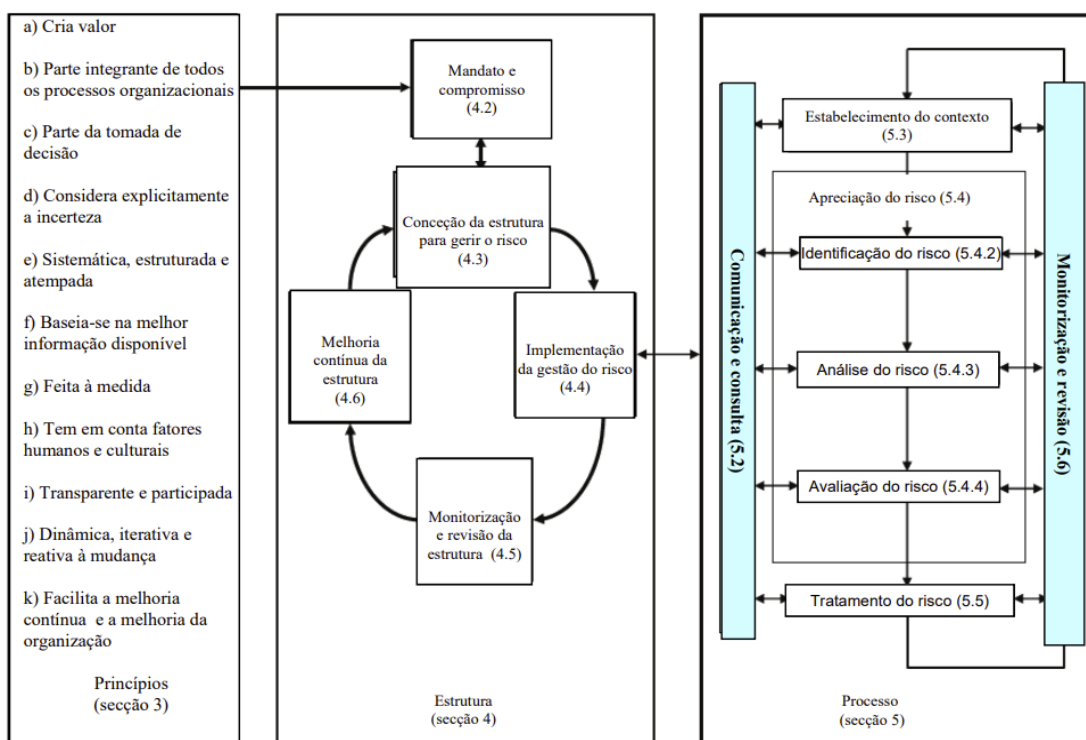 a) Cria valor
b) Parte integrante de todos
os processos organizacionais
c) Parte da tomada de
decisão
d) Considera explicitamente
a incerteza
e) Sistemática, estruturada e
atempada
f) Baseia-se na melhor
informação disponível
g) Feita à medida
h) Tem em conta fatores
humanos e culturais
i) Transparente e participada
j) Dinâmica, iterativa e
reativa à mudança
k) Facilita a melhoria
contínua e a melhoria da
organização
Princípios
(secção 3)
Mandato e
compromisso
(4.2)
Conceção da estrutura
para gerir o risco
(4.3)
Implementação
da gestão do risco
(4.4)
Monitorização
e revisão da
estrutura (4.5)
Melhoria
contínua da
estrutura
(4.6)
Estrutura
(secção 4)
Comunicação e consulta (5.2)
Estabelecimento do contexto
(5.3)
Apreciação do risco (5.4)
Identificação do risco (5.4.2)
Análise do risco (5.4.3)
Avaliação do risco (5.4.4)
Tratamento do risco (5.5)
Monitorização e revisão (5.6)
Processo
(secção 5)